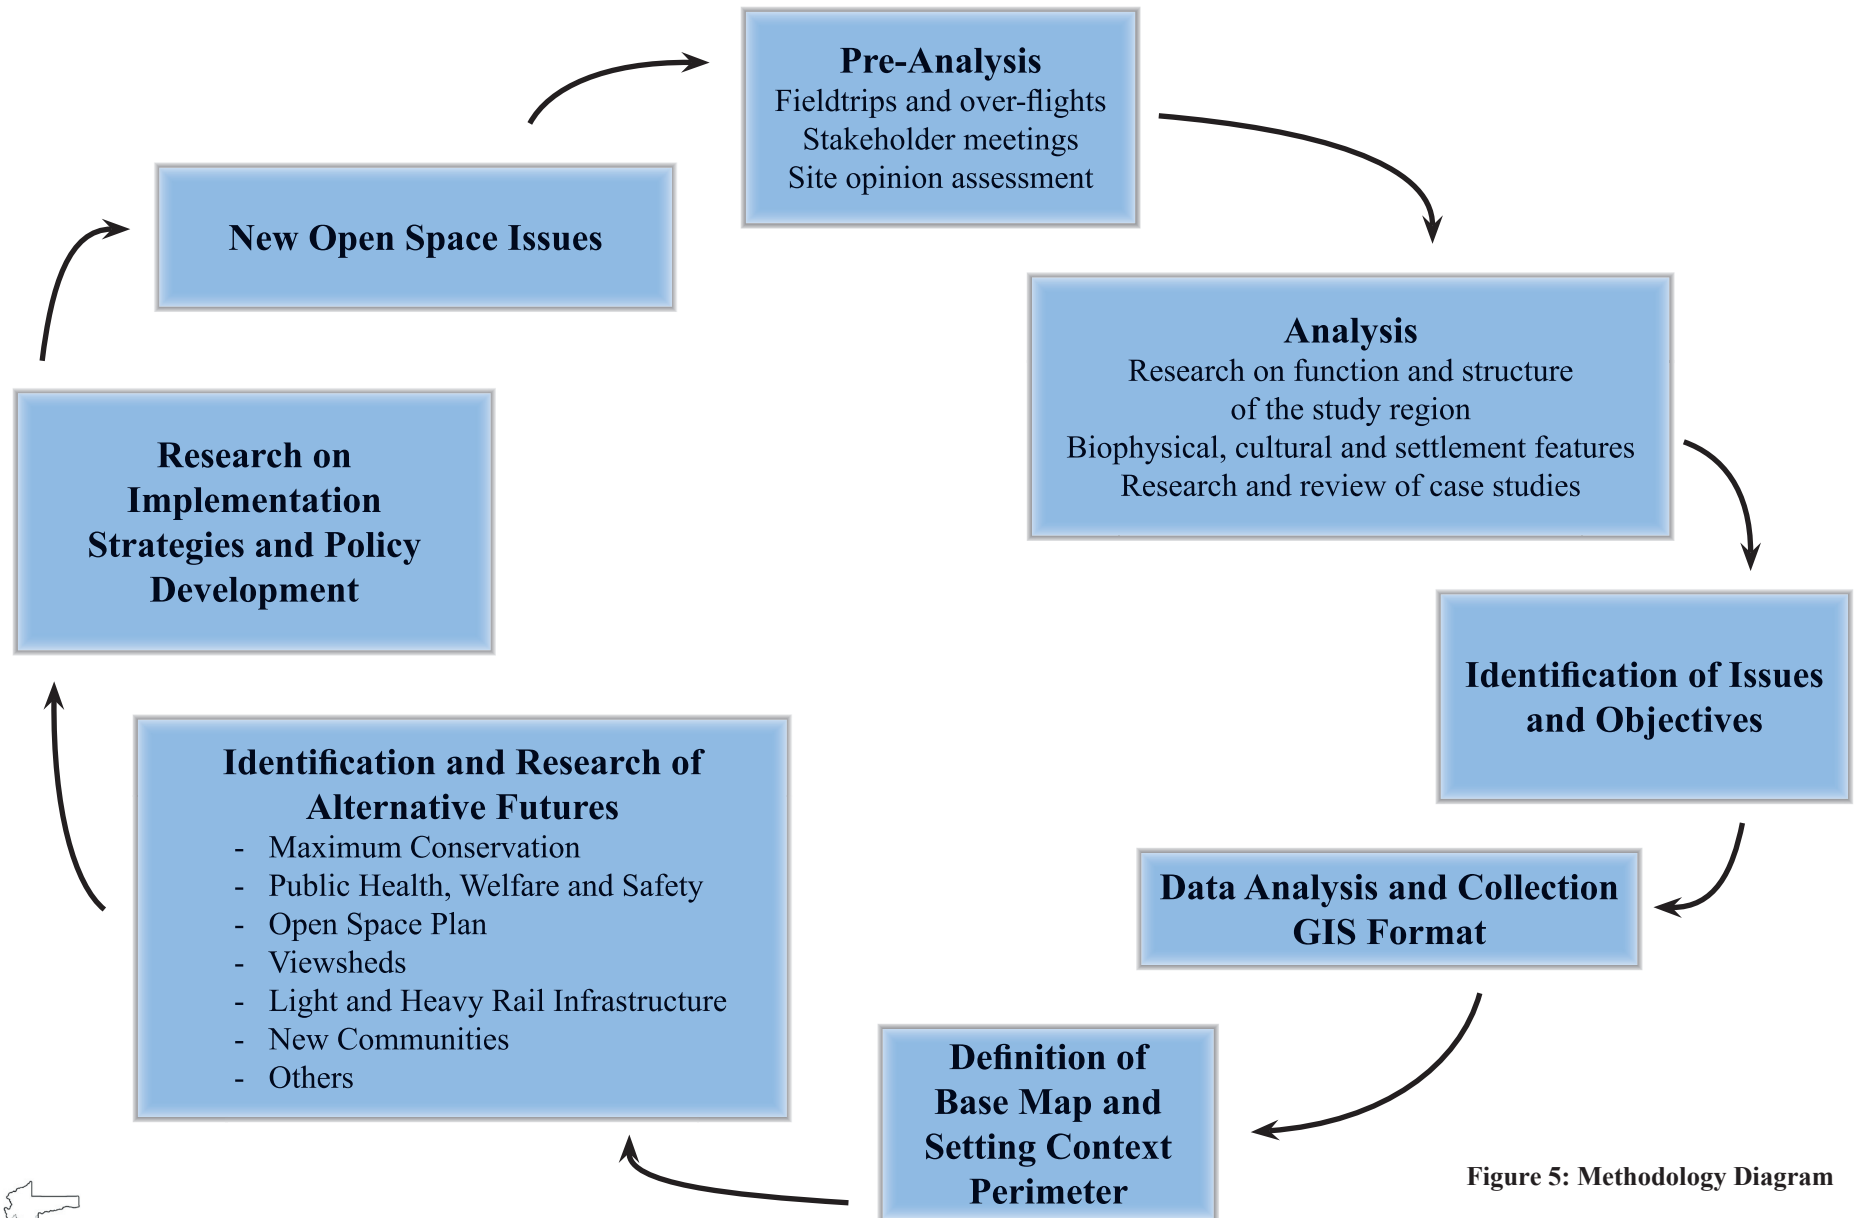 Pre-Analysis
Fieldtrips and over-flights
Stakeholder meetings
Site opinion assessment
Analysis
Research on function and structure
of the study region
Biophysical, cultural and settlement features
Research and review of case studies
Identification of Issues
and Objectives
Data Analysis and Collection
GIS Format
Definition of
Base Map and
Setting Context
Perimeter
Identification and Research of
Alternative Futures
- Maximum Conservation
- Public Health, Welfare and Safety
- Open Space Plan
- Viewsheds
- Light and Heavy Rail Infrastructure
- New Communities
- Others
Research on
Implementation
Strategies and Policy
Development
New Open Space Issues
Figure 5: Methodology Diagram